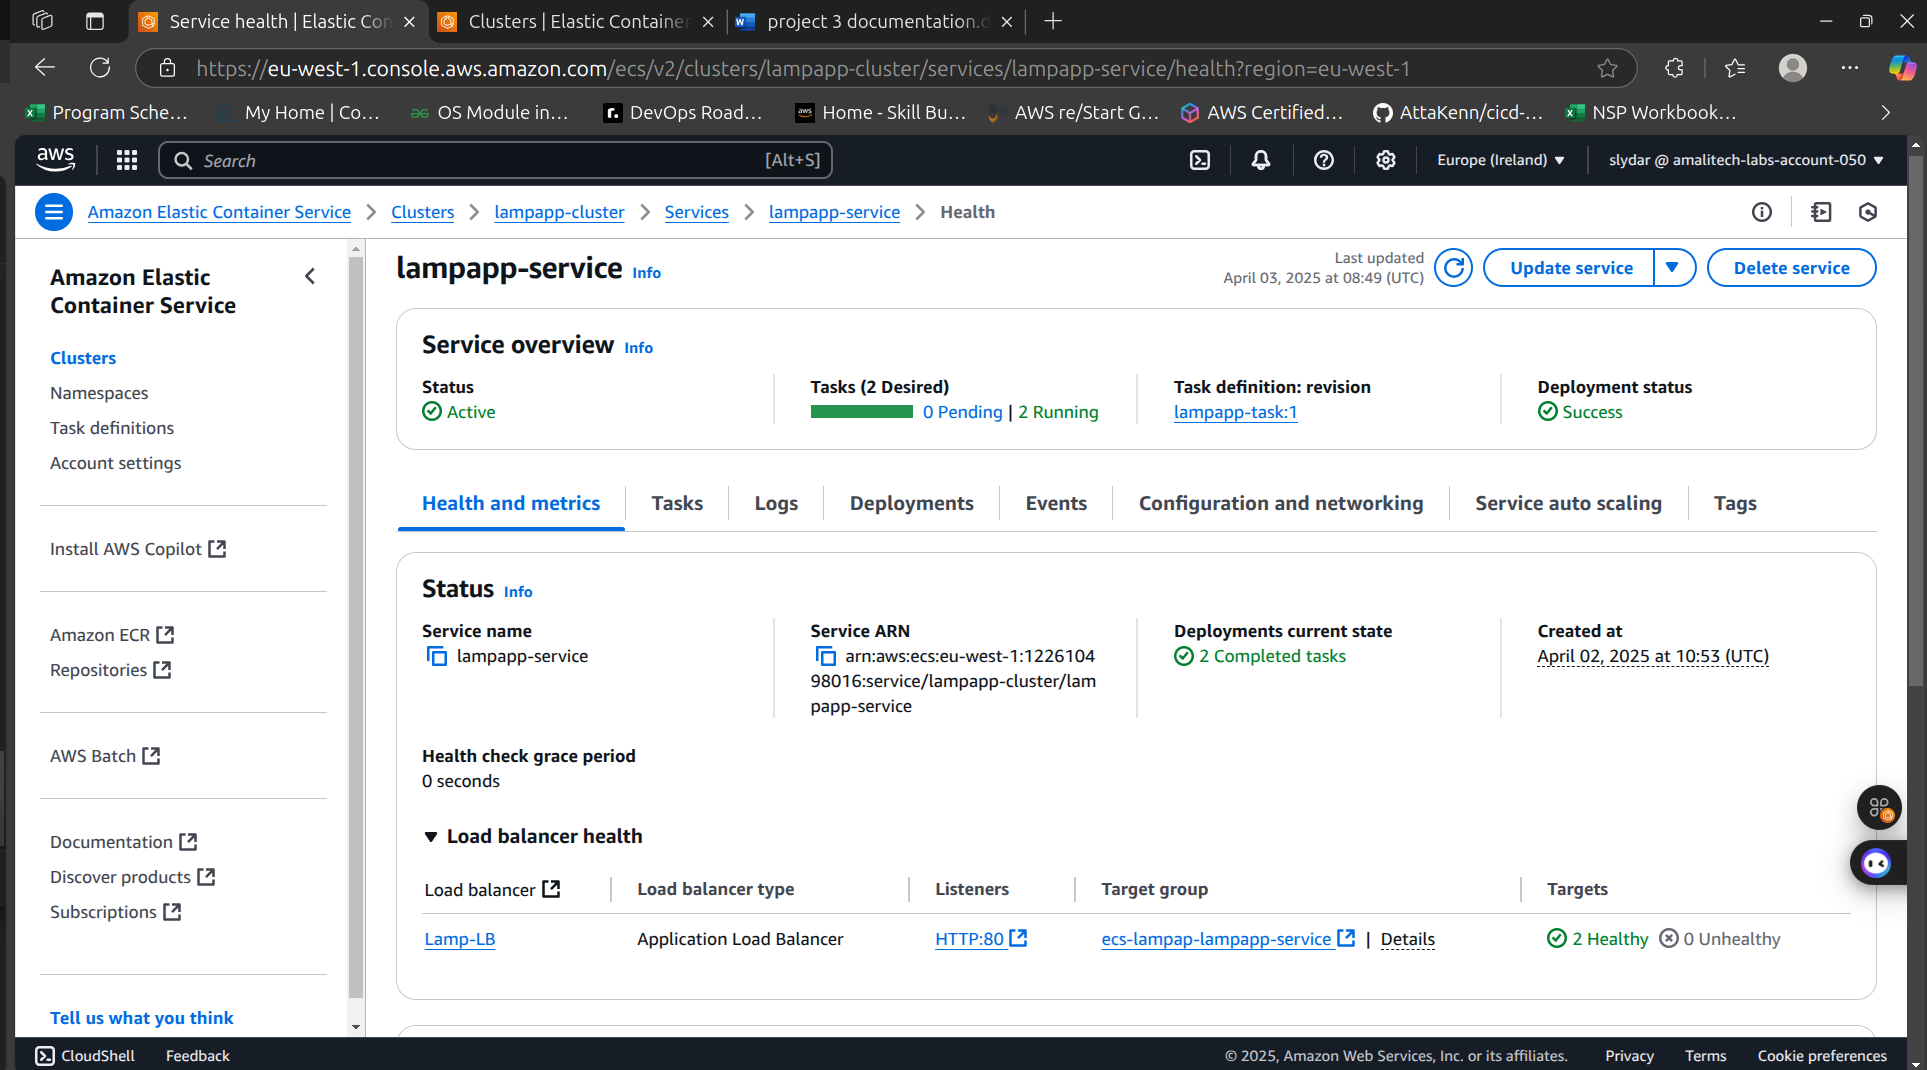 Service health | Elastic Con
Clusters | Elastic Container
project 3 documentation.d
https://eu-west-1.console.aws.amazon.com/ecs/v2/clusters/lampapp-cluster/services/lampapp-service/health?region=eu-west-1
Program Sche...
My Home | Co...
OS Module in...
DevOps Road...
Home - Skill Bu...
AWS re/Start G...
AWS Certified...
AttaKenn/cicd-...
NSP Workbook...
aws
Search
[Alt+S]
Europe (Ireland)
slydar @ amalitech-labs-account-050
Amazon Elastic Container Service
Clusters
lampapp-cluster
Services
lampapp-service
Health
Amazon Elastic
Container Service
Clusters
Namespaces
Task definitions
Account settings
Install AWS Copilot
Amazon ECR
Repositories
AWS Batch
Documentation
Discover products
Subscriptions
Tell us what you think
lampapp-service Info
Last updated
April 03, 2025 at 08:49 (UTC)
Update service
Delete service
Service overview Info
Status
Active
Tasks (2 Desired)
0 Pending | 2 Running
Task definition: revision
lampapp-task:1
Deployment status
Success
Health and metrics
Tasks
Logs
Deployments
Events
Configuration and networking
Service auto scaling
Tags
Status Info
Service name
lampapp-service
Service ARN
arn:aws:ecs:eu-west-1:1226104
98016:service/lampapp-cluster/lam
papp-service
Deployments current state
2 Completed tasks
Created at
April 02, 2025 at 10:53 (UTC)
Health check grace period
0 seconds
Load balancer health
Load balancer
Load balancer type
Listeners
Target group
Targets
Lamp-LB
Application Load Balancer
HTTP:80
ecs-lampap-lampapp-service | Details
2 Healthy 0 Unhealthy
CloudShell
Feedback
© 2025, Amazon Web Services, Inc. or its affiliates.
Privacy
Terms
Cookie preferences